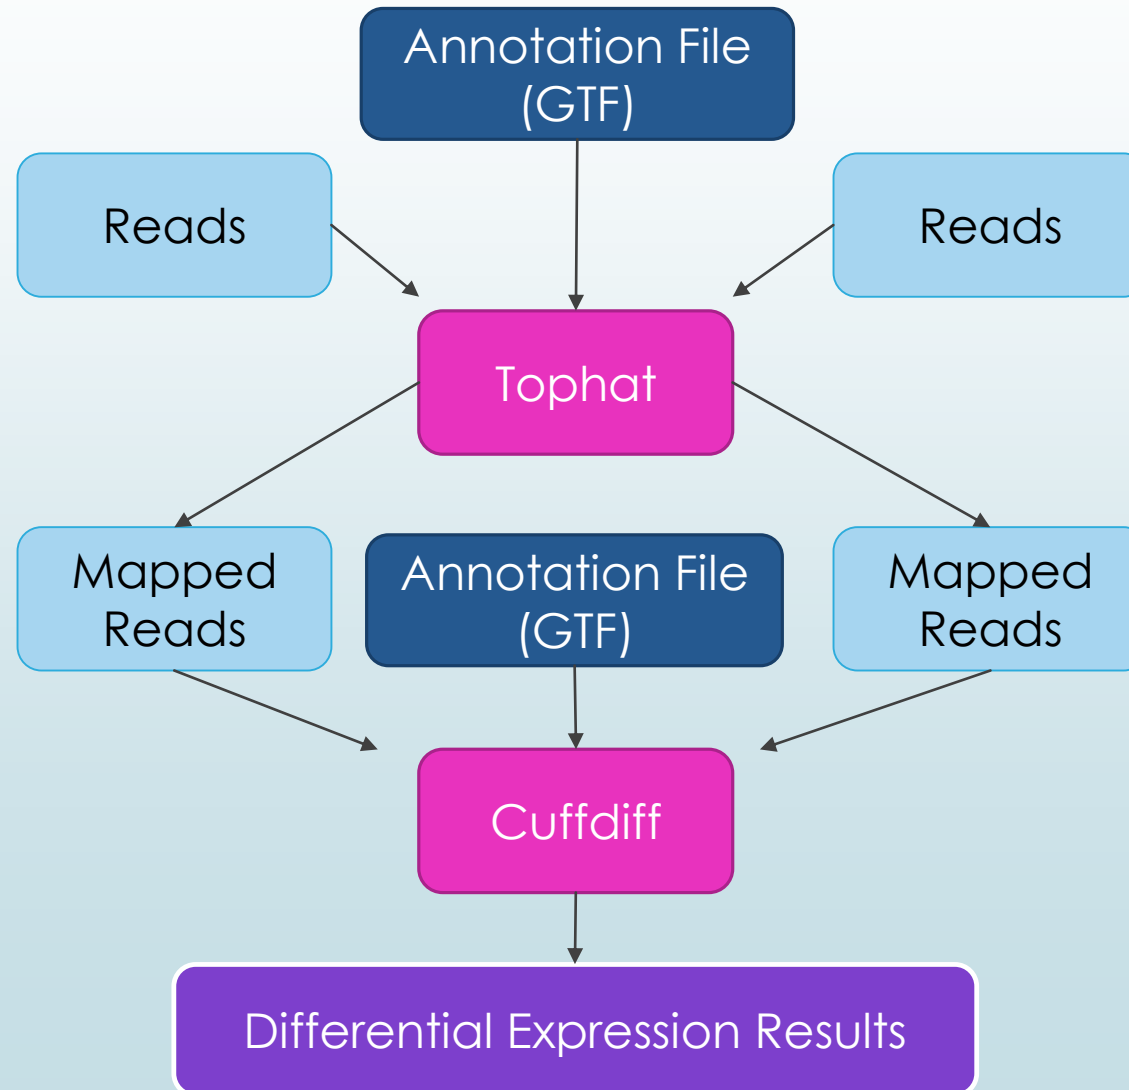 Annotation File
(GTF)
Reads
Reads
Tophat
Mapped
Reads
Annotation File
(GTF)
Mapped
Reads
Cuffdiff
Differential Expression Results